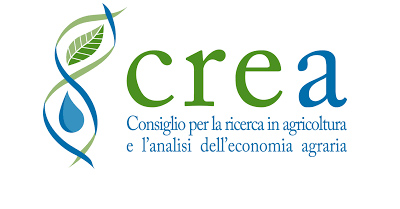 crea
Consiglio per la ricerca in agricoltura
e l'analisi dell'economia agraria